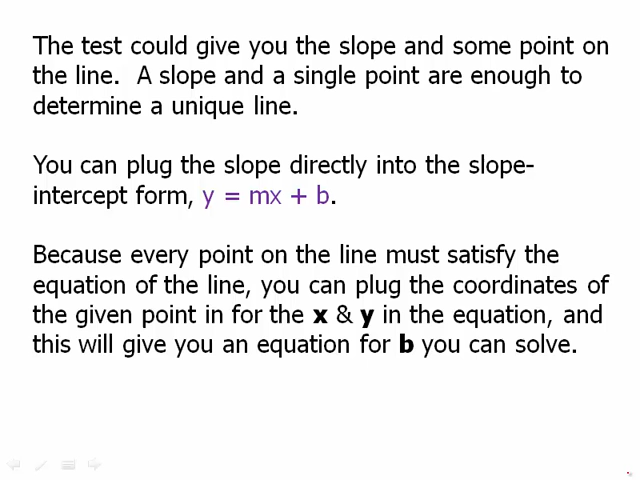 The test could give you the slope and some point on
the line.  A slope and a single point are enough to
determine a unique line.
You can plug the slope directly into the slope-
intercept form, y = mx + b.
Because every point on the line must satisfy the
equation of the line, you can plug the coordinates of
the given point in for the x & y in the equation, and
this will give you an equation for b you can solve.